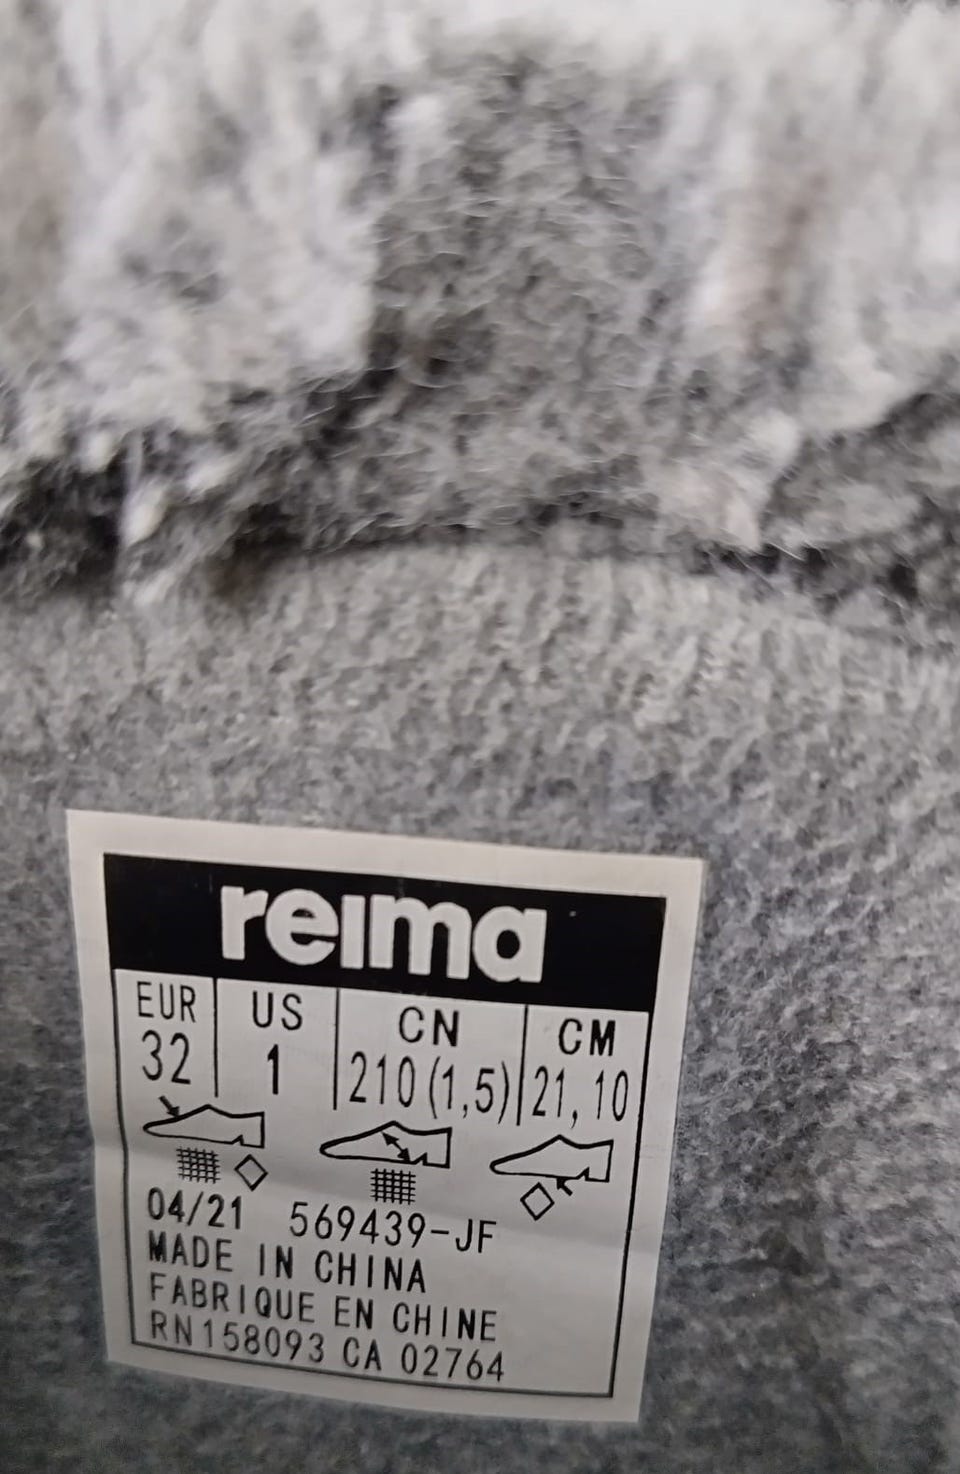 reima
EUR US CN CM
32 1 210(1,5) 21,10
04/21 569439-JF
MADE IN CHINA
FABRIQUE EN CHINE
RN158093 CA 02764